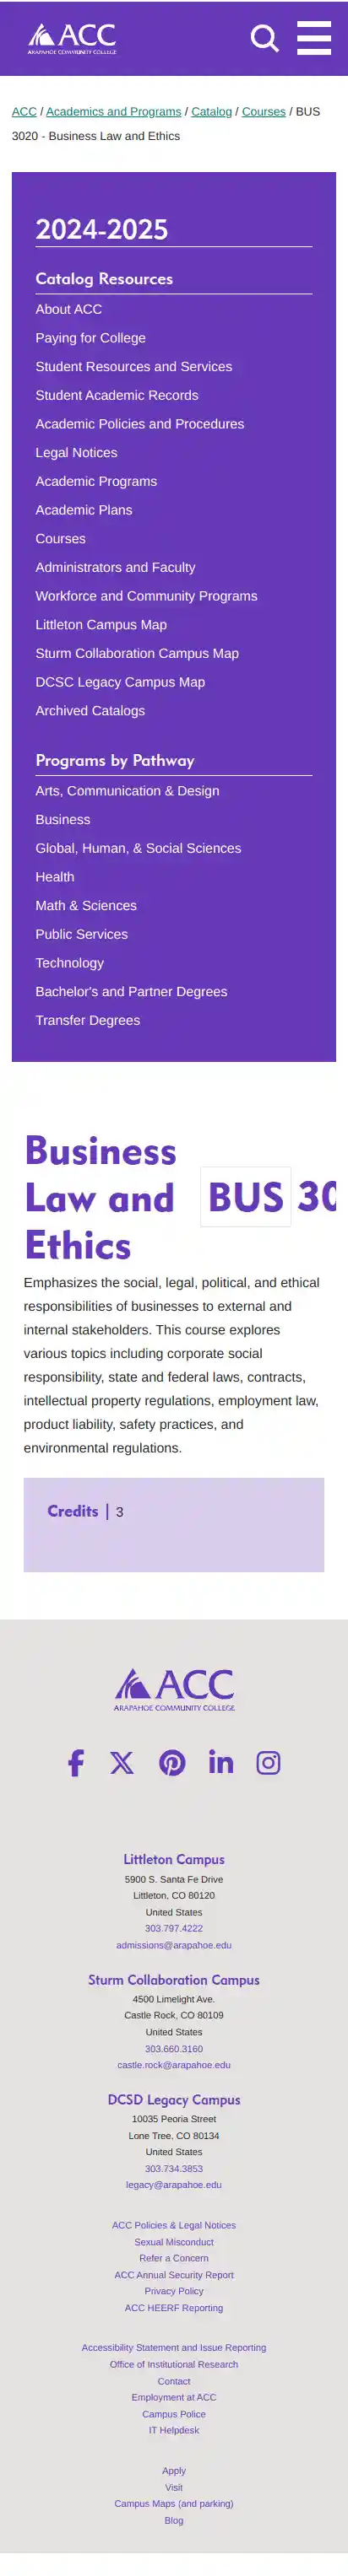 ACC
ARAPAHOE COMMUNITY COLLEGE
ACC / Academics and Programs / Catalog / Courses / BUS
3020 - Business Law and Ethics
2024-2025
Catalog Resources
About ACC
Paying for College
Student Resources and Services
Student Academic Records
Academic Policies and Procedures
Legal Notices
Academic Programs
Academic Plans
Courses
Administrators and Faculty
Workforce and Community Programs
Littleton Campus Map
Sturm Collaboration Campus Map
DCSC Legacy Campus Map
Archived Catalogs
Programs by Pathway
Arts, Communication & Design
Business
Global, Human, & Social Sciences
Health
Math & Sciences
Public Services
Technology
Bachelor's and Partner Degrees
Transfer Degrees
Business
Law and
Ethics
BUS 30
Emphasizes the social, legal, political, and ethical
responsibilities of businesses to external and
internal stakeholders. This course explores
various topics including corporate social
responsibility, state and federal laws, contracts,
intellectual property regulations, employment law,
product liability, safety practices, and
environmental regulations.
Credits | 3
ACC
ARAPAHOE COMMUNITY COLLEGE
Littleton Campus
5900 S. Santa Fe Drive
Littleton, CO 80120
United States
303.797.4222
admissions@arapahoe.edu
Sturm Collaboration Campus
4500 Limelight Ave.
Castle Rock, CO 80109
United States
303.660.3160
castle.rock@arapahoe.edu
DCSD Legacy Campus
10035 Peoria Street
Lone Tree, CO 80134
United States
303.734.3853
legacy@arapahoe.edu
ACC Policies & Legal Notices
Sexual Misconduct
Refer a Concern
ACC Annual Security Report
Privacy Policy
ACC HEERF Reporting
Accessibility Statement and Issue Reporting
Office of Institutional Research
Contact
Employment at ACC
Campus Police
IT Helpdesk
Apply
Visit
Campus Maps (and parking)
Blog